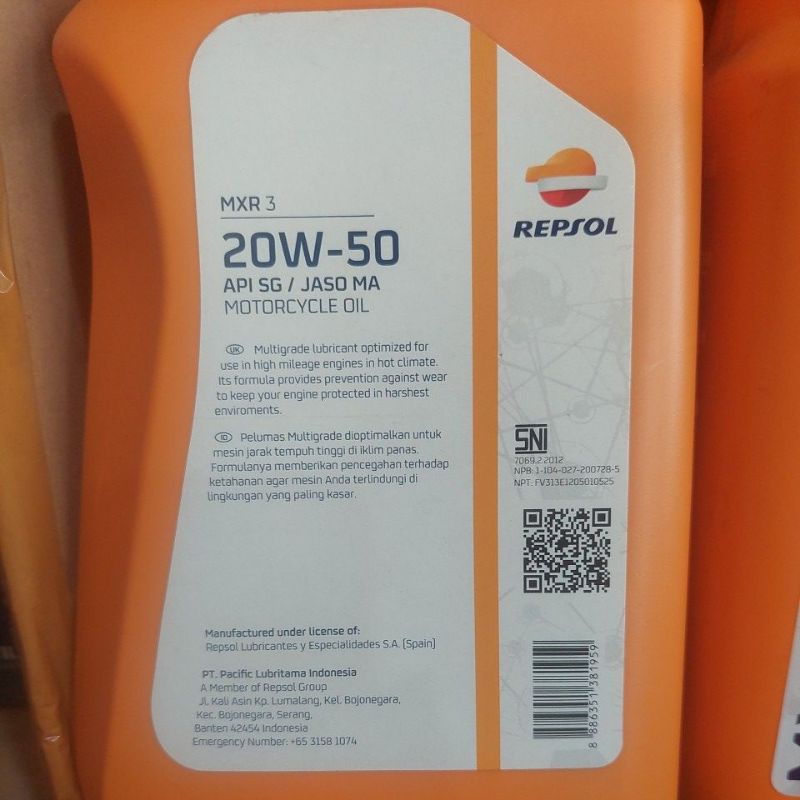 MXR 3
20W-50
API SG / JASO MA
MOTORCYCLE OIL
UK Multigrade lubricant optimized for
use in high mileage engines in hot climate.
Its formula provides prevention against wear
to keep your engine protected in harshest
enviroments.
ID Pelumas Multigrade dioptimalkan untuk
mesin jarak tempuh tinggi di iklim panas.
Formulanya memberikan pencegahan terhadap
ketahanan agar mesin Anda terlindungi di
lingkungan yang paling kasar.
Manufactured under license of:
Repsol Lubricantes y Especialidades S.A. (Spain)
PT. Pacific Lubritama Indonesia
A Member of Repsol Group
Jl. Kali Asin Kp. Lumalang, Kel. Bojonegara,
Kec. Bojonegara, Serang,
Banten 42454 Indonesia
Emergency Number: +65 3158 1074
REPSOL
SNI
7069.2.2012
NPB: 1-104-027-200728-5
NPT. FV313E1205010525
8 886351 381959